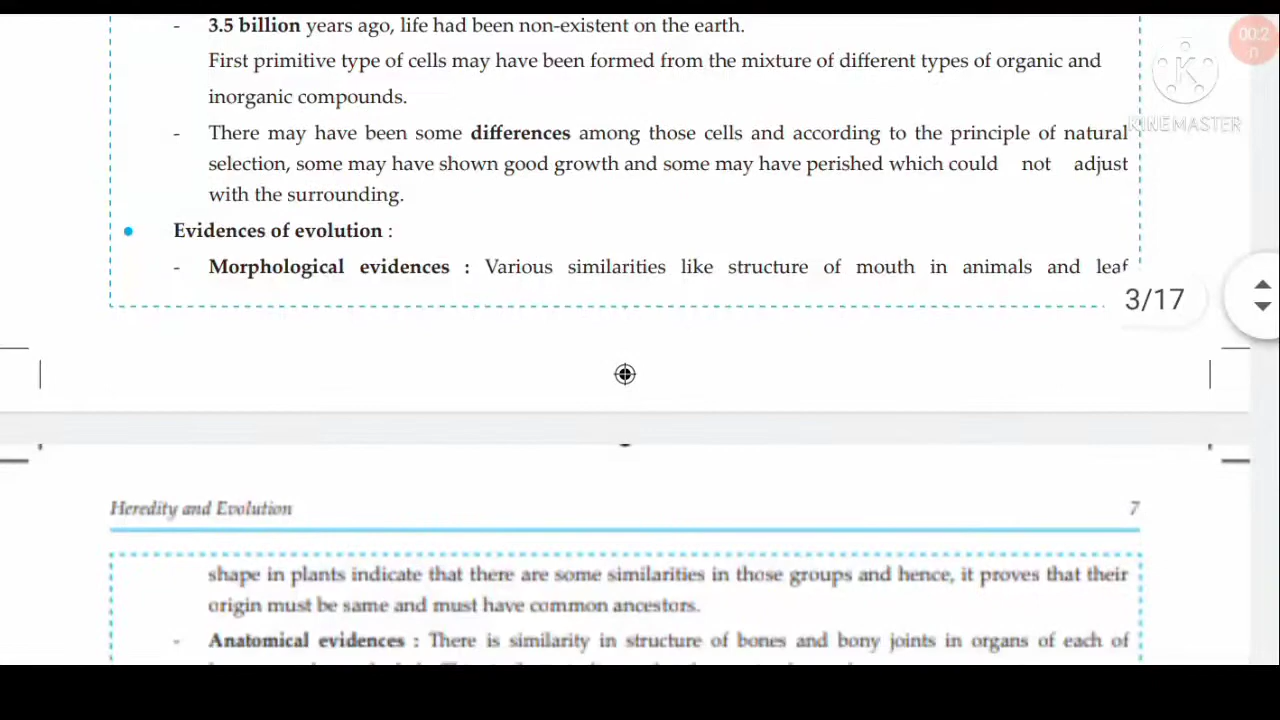 - 3.5 billion years ago, life had been non-existent on the earth.
First primitive type of cells may have been formed from the mixture of different types of organic and
inorganic compounds.
- There may have been some differences among those cells and according to the principle of natural
selection, some may have shown good growth and some may have perished which could not adjust
with the surrounding.
• Evidences of evolution :
- Morphological evidences : Various similarities like structure of mouth in animals and leaf
3/17
Heredity and Evolution 7
shape in plants indicate that there are some similarities in those groups and hence, it proves that their
origin must be same and must have common ancestors.
- Anatomical evidences : There is similarity in structure of bones and bony joints in organs of each of
K
KINEMASTER